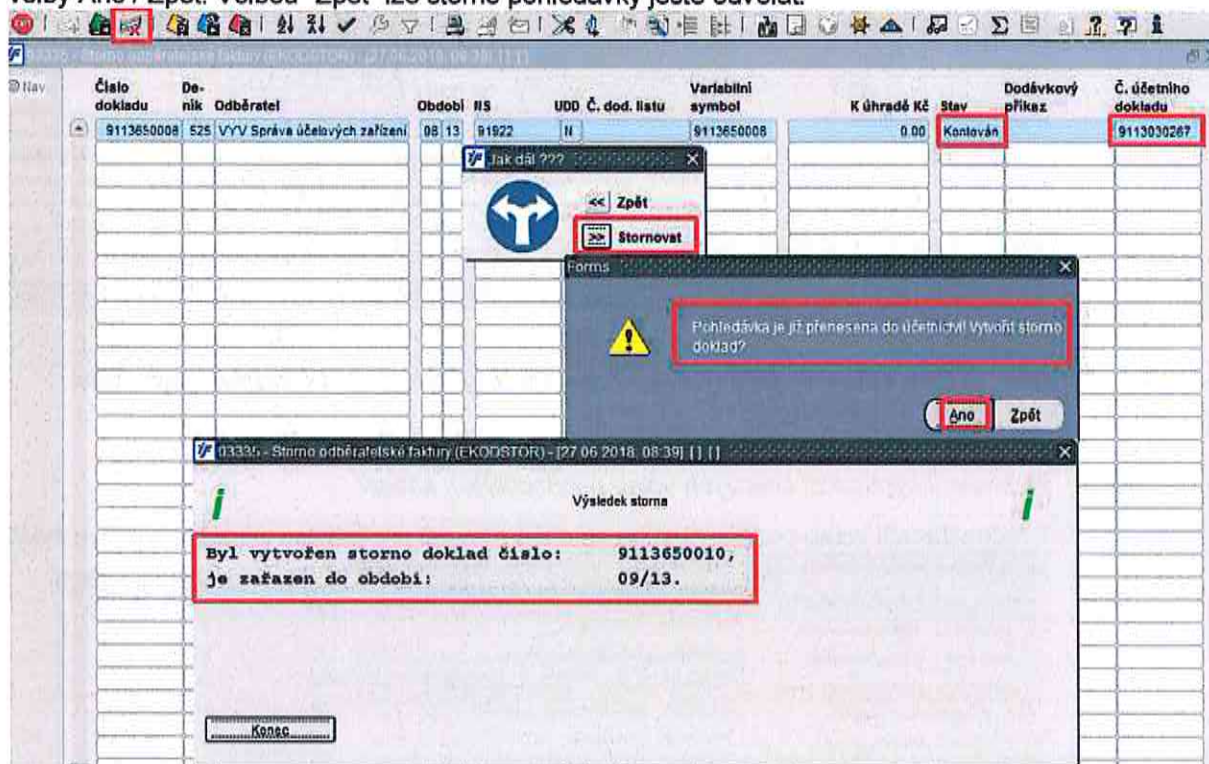 volby Ano / Zpět. Volbou "Zpět" lze storno pohledávky ještě odvolat.
03335 - Storno odběratelské faktury (EKODSTOR) - [27.06.2018 08:39] [ ] [ ]
Nav
Číslo dokladu De-nik Odběratel Období NS UDD Č. dod. listu Variabilní symbol K úhradě Kč Stav Dodávkový příkaz Č. účetního dokladu
9113650008 525 VYV Správa účelových zařízení 08 13 91922 N 9113650008 0.00 Kontován 9113030267
Jak dál ???
<< Zpět
>> Stornovat
Forms
Pohledávka je již přenesena do účetnictví! Vytvořit storno
doklad?
Ano Zpět
03335 - Storno odběratelské faktury (EKODSTOR) - [27.06.2018 08:39] [ ] [ ]
Výsledek storna
Byl vytvořen storno doklad číslo: 9113650010,
je zařazen do období: 09/13.
Konec